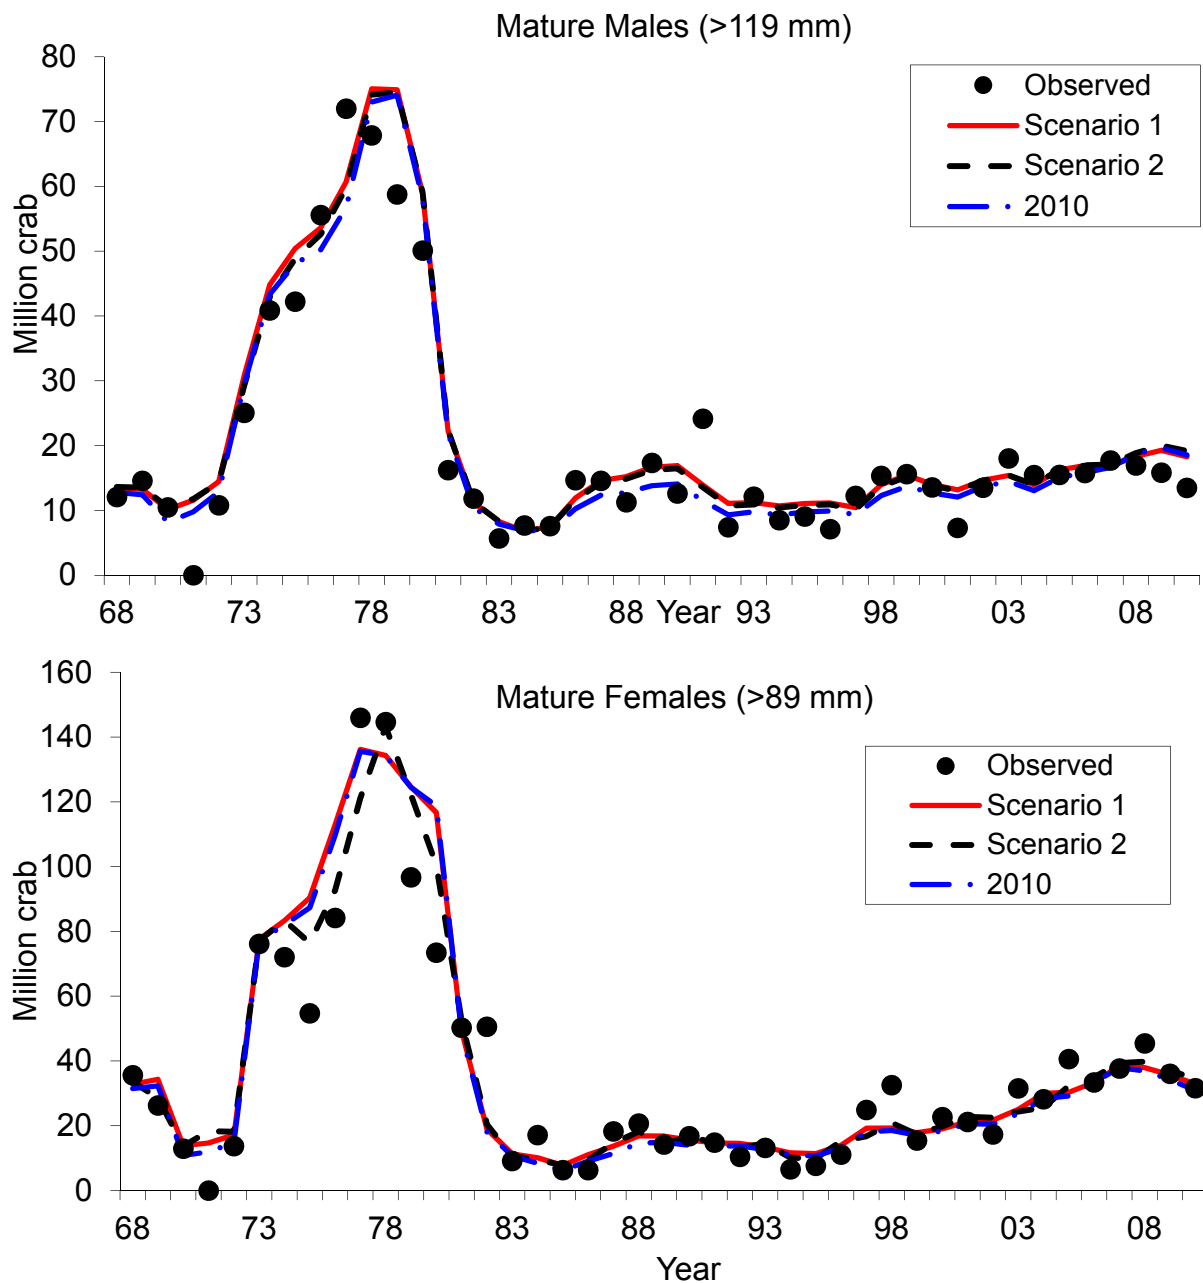 Mature Males (>119 mm)
80
70
60
50
40
30
20
10
0
Million crab
Observed
Scenario 1
Scenario 2
2010
68 73 78 83 88 Year 93 98 03 08
Mature Females (>89 mm)
160
140
120
100
80
60
40
20
0
Million crab
Observed
Scenario 1
Scenario 2
2010
68 73 78 83 88 93 98 03 08
Year